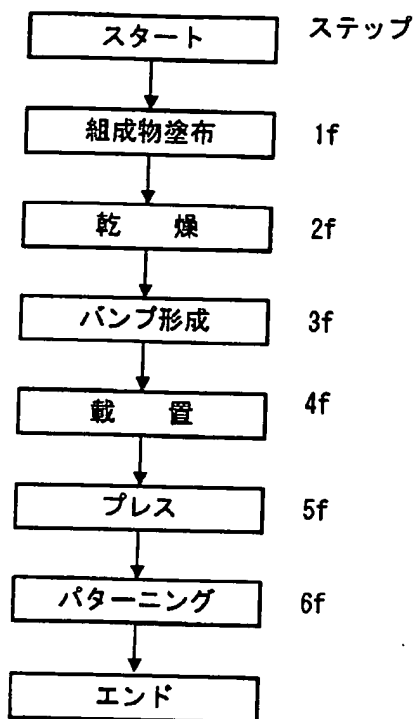 スタート ステップ
組成物塗布 1f
乾 燥 2f
バンプ形成 3f
載 置 4f
プレス 5f
パターニング 6f
エンド